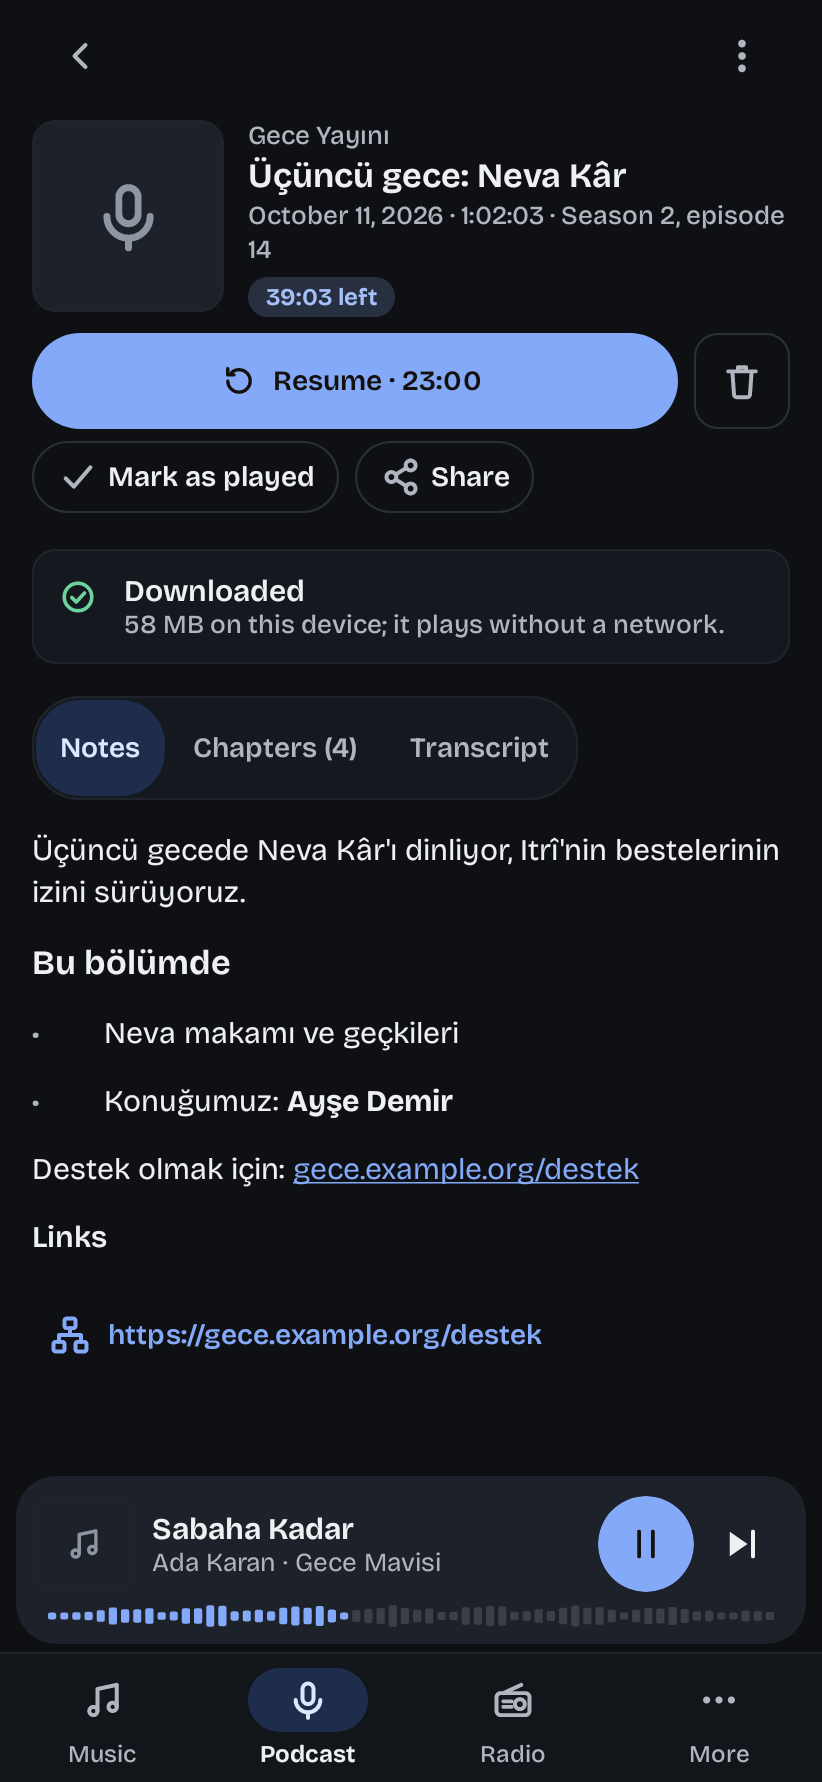 Gece Yayını
Üçüncü gece: Neva Kâr
October 11, 2026 · 1:02:03 · Season 2, episode
14
39:03 left
Resume · 23:00
Mark as played
Share
Downloaded
58 MB on this device; it plays without a network.
Notes
Chapters (4)
Transcript
Üçüncü gecede Neva Kâr'ı dinliyor, Itrî'nin bestelerinin
izini sürüyoruz.
Bu bölümde
· Neva makamı ve geçkileri
· Konuğumuz: Ayşe Demir
Destek olmak için: gece.example.org/destek
Links
https://gece.example.org/destek
Sabaha Kadar
Ada Karan · Gece Mavisi
Music
Podcast
Radio
More